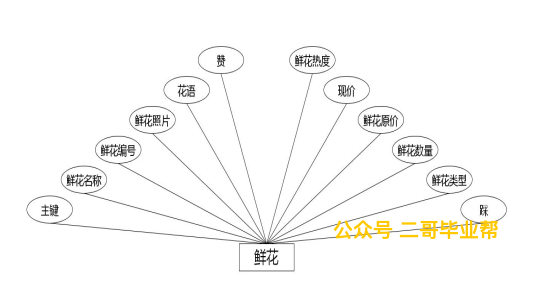 赞
鲜花热度
花语
现价
鲜花照片
鲜花原价
鲜花编号
鲜花数量
鲜花名称
鲜花类型
主键
踩
公众号 二哥毕业帮
鲜花